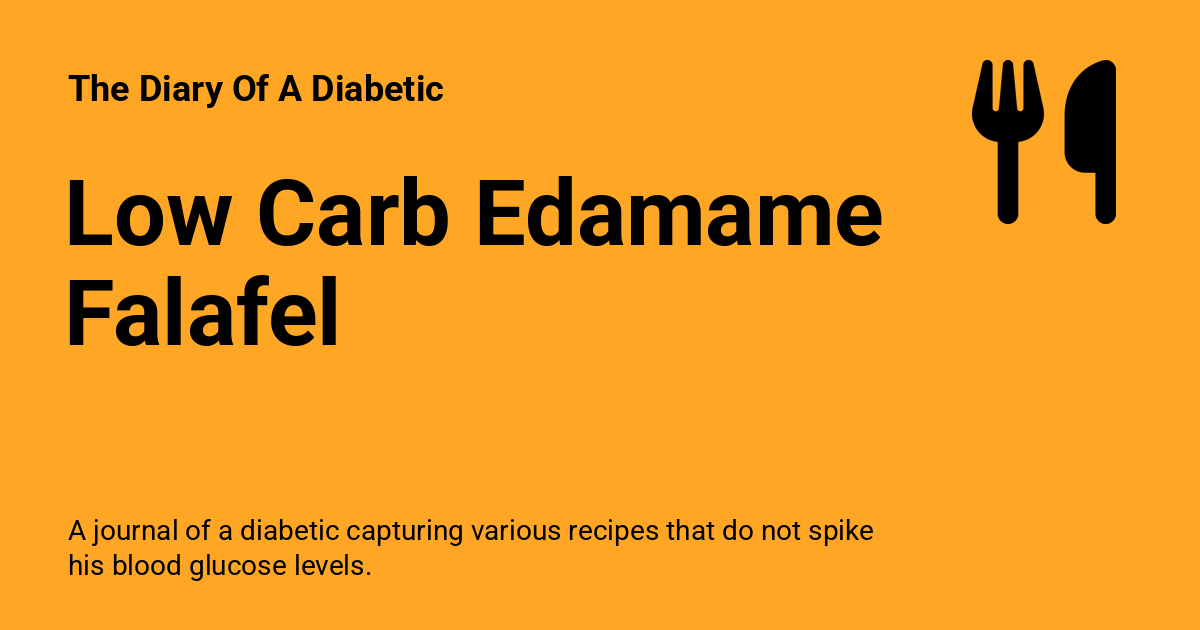 The Diary Of A Diabetic
Low Carb Edamame
Falafel
A journal of a diabetic capturing various recipes that do not spike
his blood glucose levels.